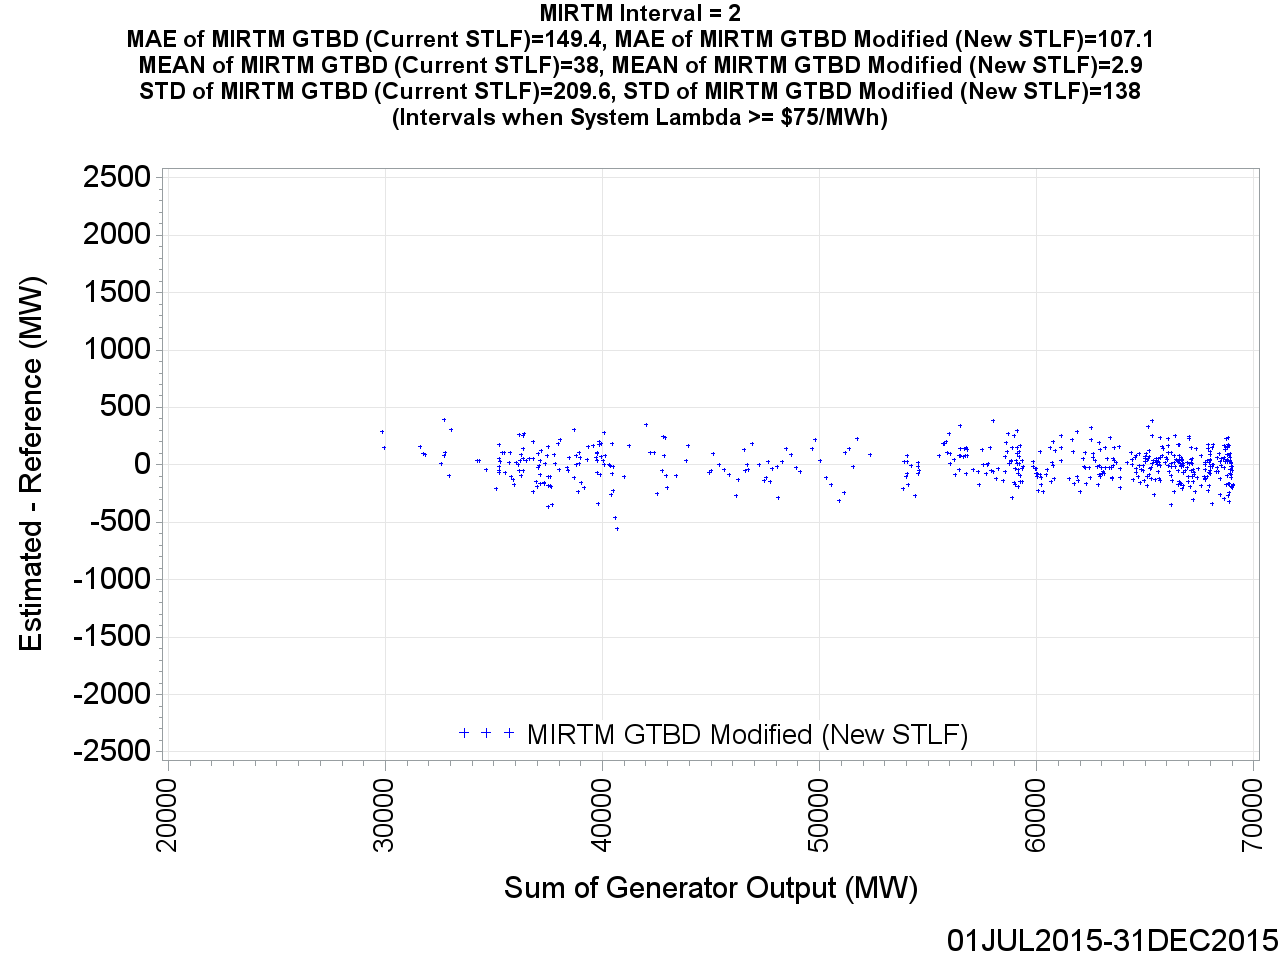 MIRTM Interval = 2
MAE of MIRTM GTBD (Current STLF)=149.4, MAE of MIRTM GTBD Modified (New STLF)=107.1
MEAN of MIRTM GTBD (Current STLF)=38, MEAN of MIRTM GTBD Modified (New STLF)=2.9
STD of MIRTM GTBD (Current STLF)=209.6, STD of MIRTM GTBD Modified (New STLF)=138
(Intervals when System Lambda >= $75/MWh)
Estimated - Reference (MW)
2500
2000
1500
1000
500
0
-500
-1000
-1500
-2000
-2500
MIRTM GTBD Modified (New STLF)
20000
30000
40000
50000
60000
70000
Sum of Generator Output (MW)
01JUL2015-31DEC2015